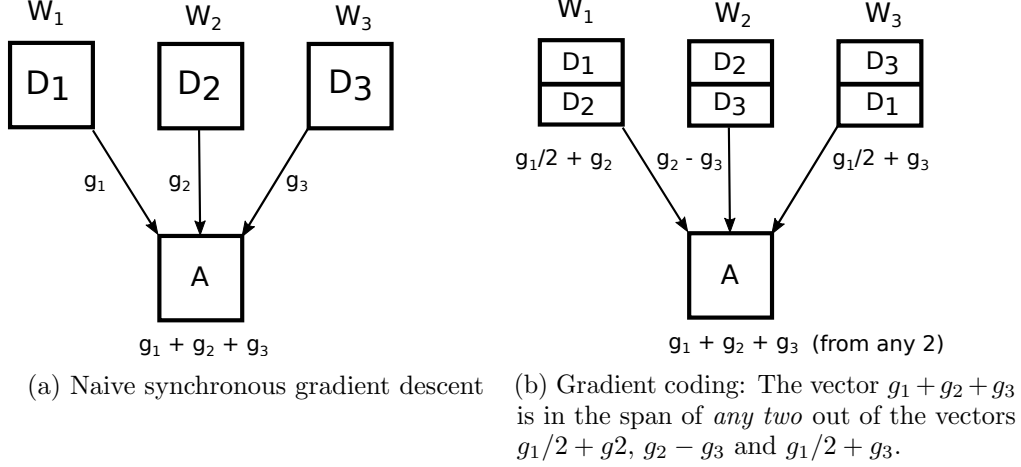 W₁ W₂ W₃
D₁ D₂ D₃
g₁ g₂ g₃
A
g₁ + g₂ + g₃
(a) Naive synchronous gradient descent
W₁ W₂ W₃
D₁ D₂ D₃
D₂ D₃ D₁
g₁/2 + g₂ g₂ - g₃ g₁/2 + g₃
A
g₁ + g₂ + g₃ (from any 2)
(b) Gradient coding: The vector g₁ + g₂ + g₃
is in the span of any two out of the vectors
g₁/2 + g2, g₂ − g₃ and g₁/2 + g₃.